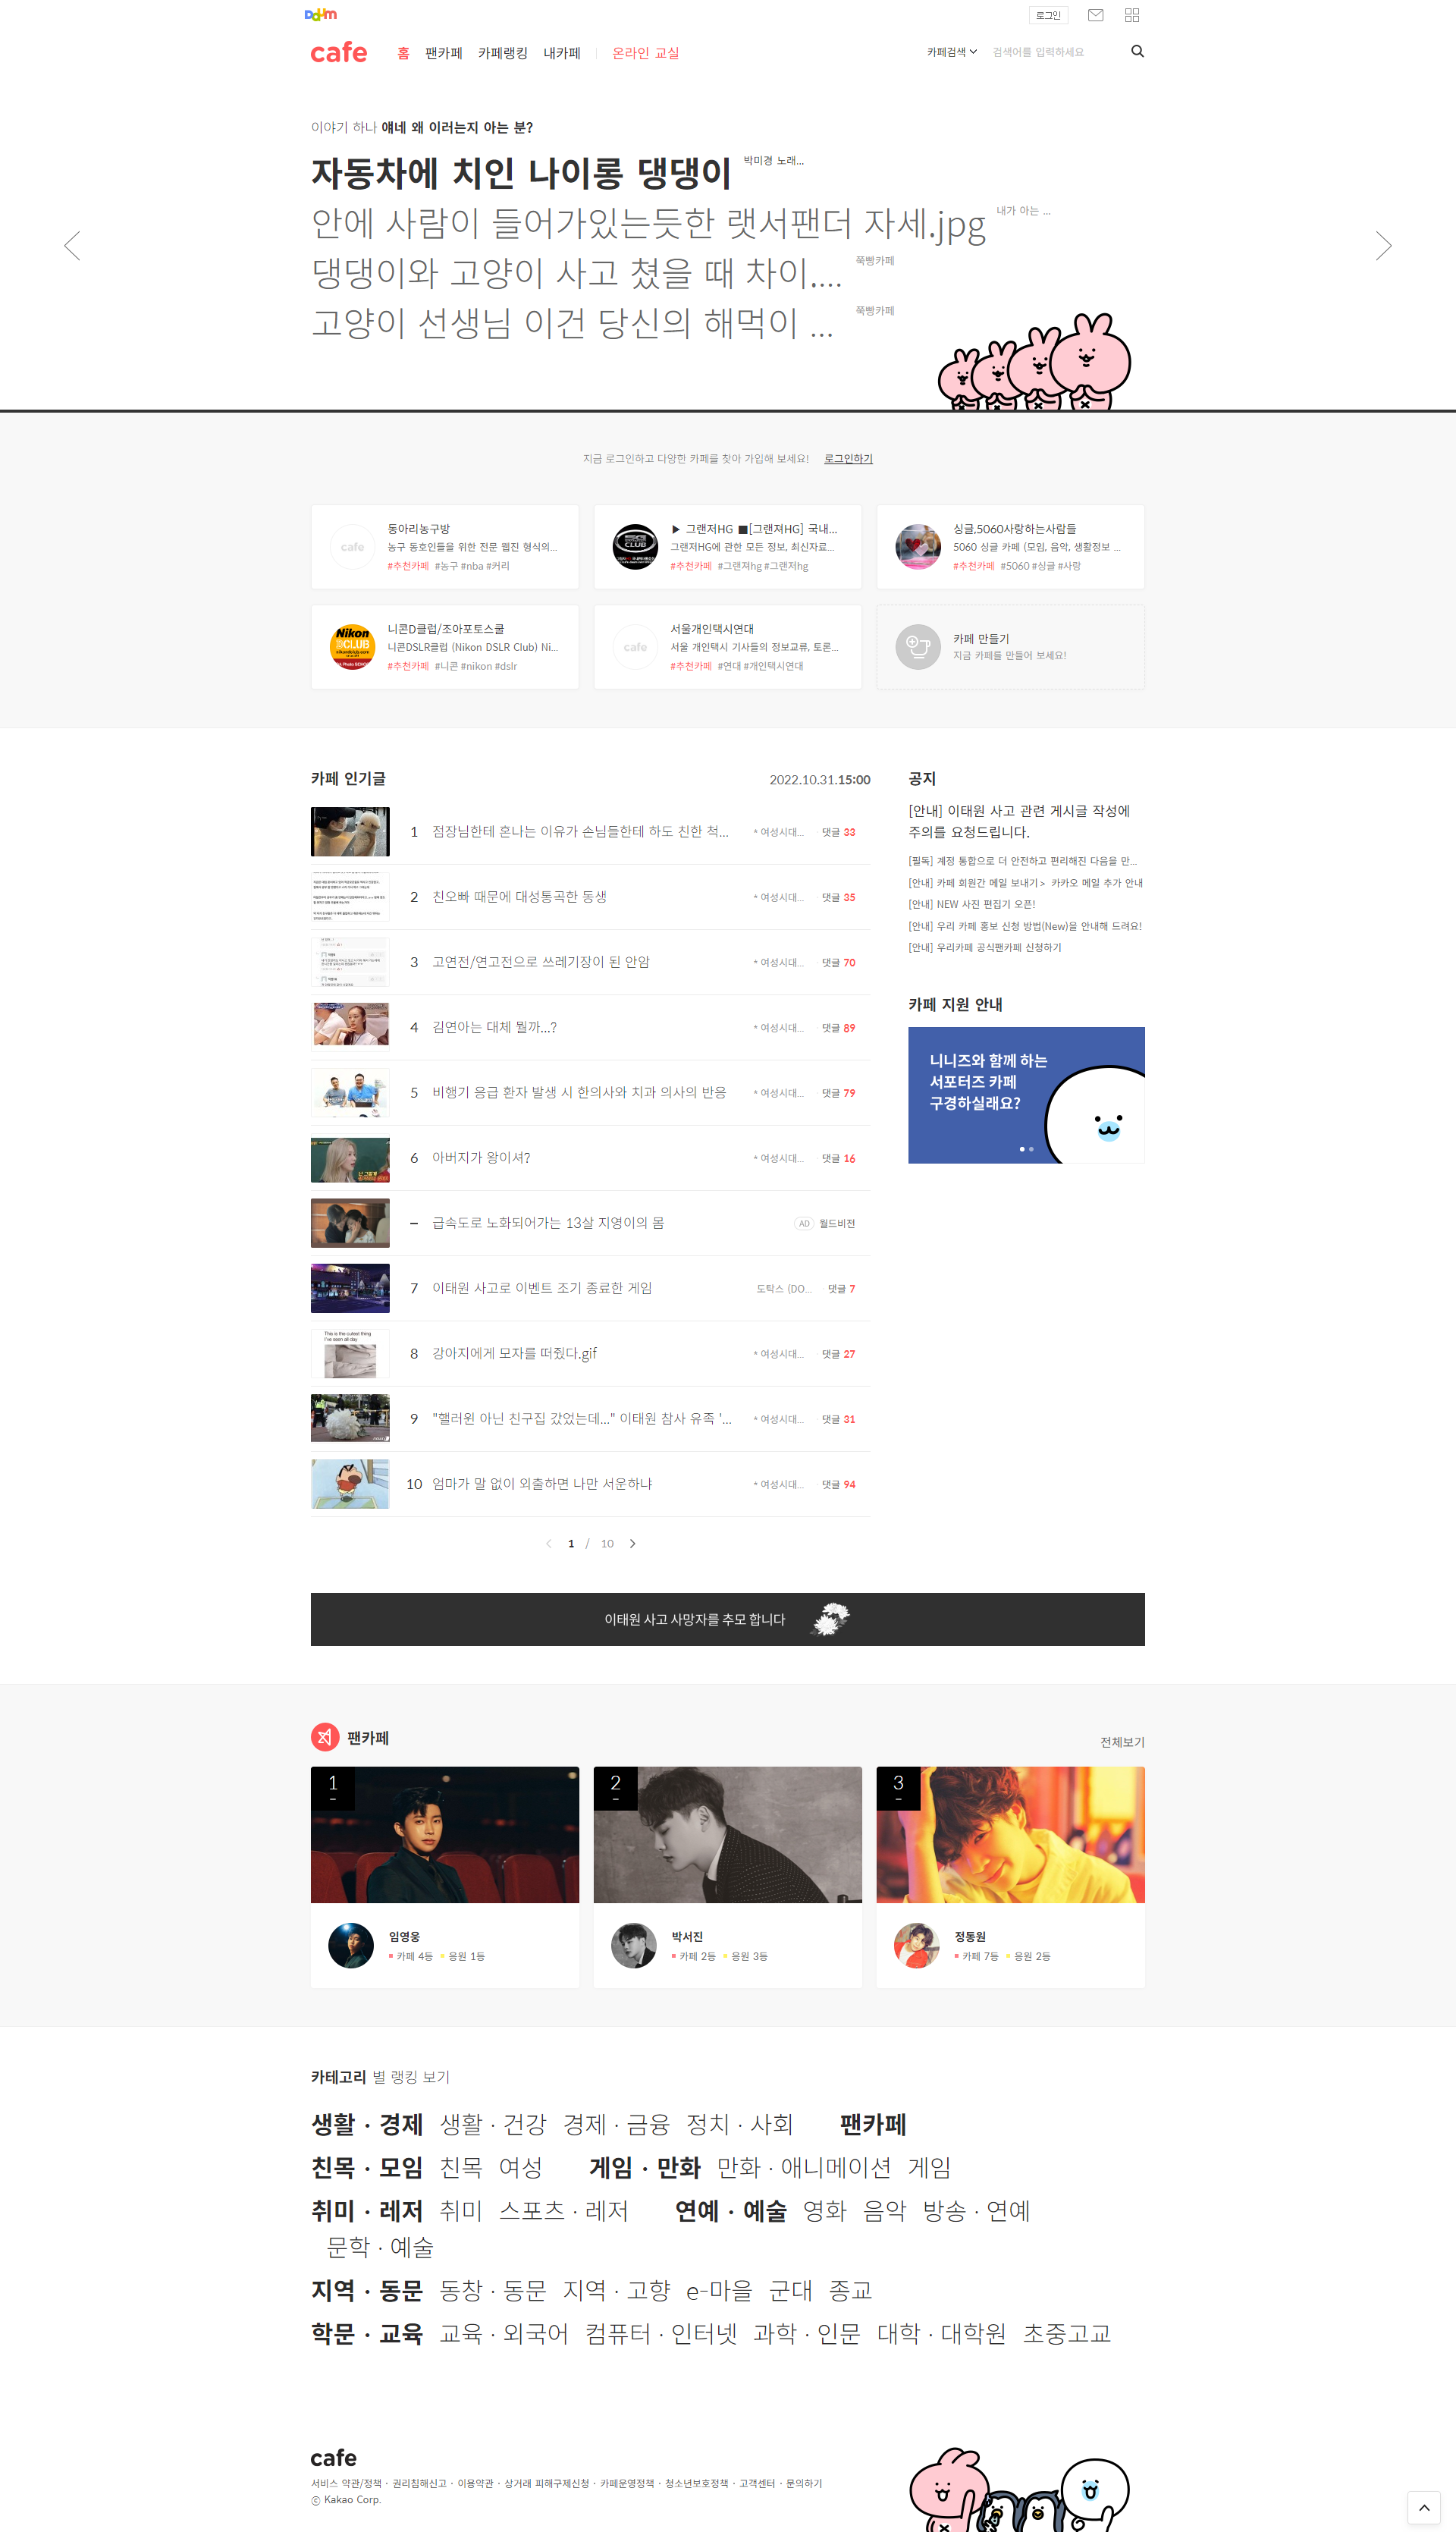 Daum
로그인
cafe
홈 팬카페 카페랭킹 내카페 온라인 교실
카페검색 검색어를 입력하세요
이야기 하나 얘네 왜 이러는지 아는 분?
자동차에 치인 나이롱 댕댕이 박미경 노래...
안에 사람이 들어가있는듯한 랫서팬더 자세.jpg 내가 아는 ...
댕댕이와 고양이 사고 쳤을 때 차이.... 쭉빵카페
고양이 선생님 이건 당신의 해먹이 ... 쭉빵카페
지금 로그인하고 다양한 카페를 찾아 가입해 보세요! 로그인하기
cafe
동아리농구방
농구 동호인들을 위한 전문 웹진 형식의...
#추천카페 #농구 #nba #커리
CLUB
▶ 그랜저HG ■[그랜져HG] 국내...
그랜저HG에 관한 모든 정보, 최신자료...
#추천카페 #그랜져hg #그랜저hg
싱글,5060사랑하는사람들
5060 싱글 카페 (모임, 음악, 생활정보 ...
#추천카페 #5060 #싱글 #사랑
Nikon
D CLUB
니콘D클럽/조아포토스쿨
니콘DSLR클럽 (Nikon DSLR Club) Ni...
#추천카페 #니콘 #nikon #dslr
cafe
서울개인택시연대
서울 개인택시 기사들의 정보교류, 토론...
#추천카페 #연대 #개인택시연대
카페 만들기
지금 카페를 만들어 보세요!
카페 인기글 2022.10.31.15:00
1 점장님한테 혼나는 이유가 손님들한테 하도 친한 척... * 여성시대... 댓글 33
2 친오빠 때문에 대성통곡한 동생 * 여성시대... 댓글 35
3 고연전/연고전으로 쓰레기장이 된 안암 * 여성시대... 댓글 70
4 김연아는 대체 뭘까...? * 여성시대... 댓글 89
5 비행기 응급 환자 발생 시 한의사와 치과 의사의 반응 * 여성시대... 댓글 79
6 아버지가 왕이셔? * 여성시대... 댓글 16
– 급속도로 노화되어가는 13살 지영이의 몸 AD 월드비전
7 이태원 사고로 이벤트 조기 종료한 게임 도탁스 (DO... 댓글 7
This is the cutest thing
I've seen all day
8 강아지에게 모자를 떠줬다.gif * 여성시대... 댓글 27
9 "핼러윈 아닌 친구집 갔었는데..." 이태원 참사 유족 '... * 여성시대... 댓글 31
10 엄마가 말 없이 외출하면 나만 서운하냐 * 여성시대... 댓글 94
1 / 10
공지
[안내] 이태원 사고 관련 게시글 작성에
주의를 요청드립니다.
[필독] 계정 통합으로 더 안전하고 편리해진 다음을 만...
[안내] 카페 회원간 메일 보내기 > 카카오 메일 추가 안내
[안내] NEW 사진 편집기 오픈!
[안내] 우리 카페 홍보 신청 방법(New)을 안내해 드려요!
[안내] 우리카페 공식팬카페 신청하기
카페 지원 안내
니니즈와 함께 하는
서포터즈 카페
구경하실래요?
이태원 사고 사망자를 추모 합니다
팬카페 전체보기
1
임영웅
카페 4등 응원 1등
2
박서진
카페 2등 응원 3등
3
정동원
카페 7등 응원 2등
카테고리 별 랭킹 보기
생활 · 경제 생활 · 건강 경제 · 금융 정치 · 사회 팬카페
친목 · 모임 친목 여성 게임 · 만화 만화 · 애니메이션 게임
취미 · 레저 취미 스포츠 · 레저 연예 · 예술 영화 음악 방송 · 연예
문학 · 예술
지역 · 동문 동창 · 동문 지역 · 고향 e-마을 군대 종교
학문 · 교육 교육 · 외국어 컴퓨터 · 인터넷 과학 · 인문 대학 · 대학원 초중고교
cafe
서비스 약관/정책 · 권리침해신고 · 이용약관 · 상거래 피해구제신청 · 카페운영정책 · 청소년보호정책 · 고객센터 · 문의하기
ⓒ Kakao Corp.